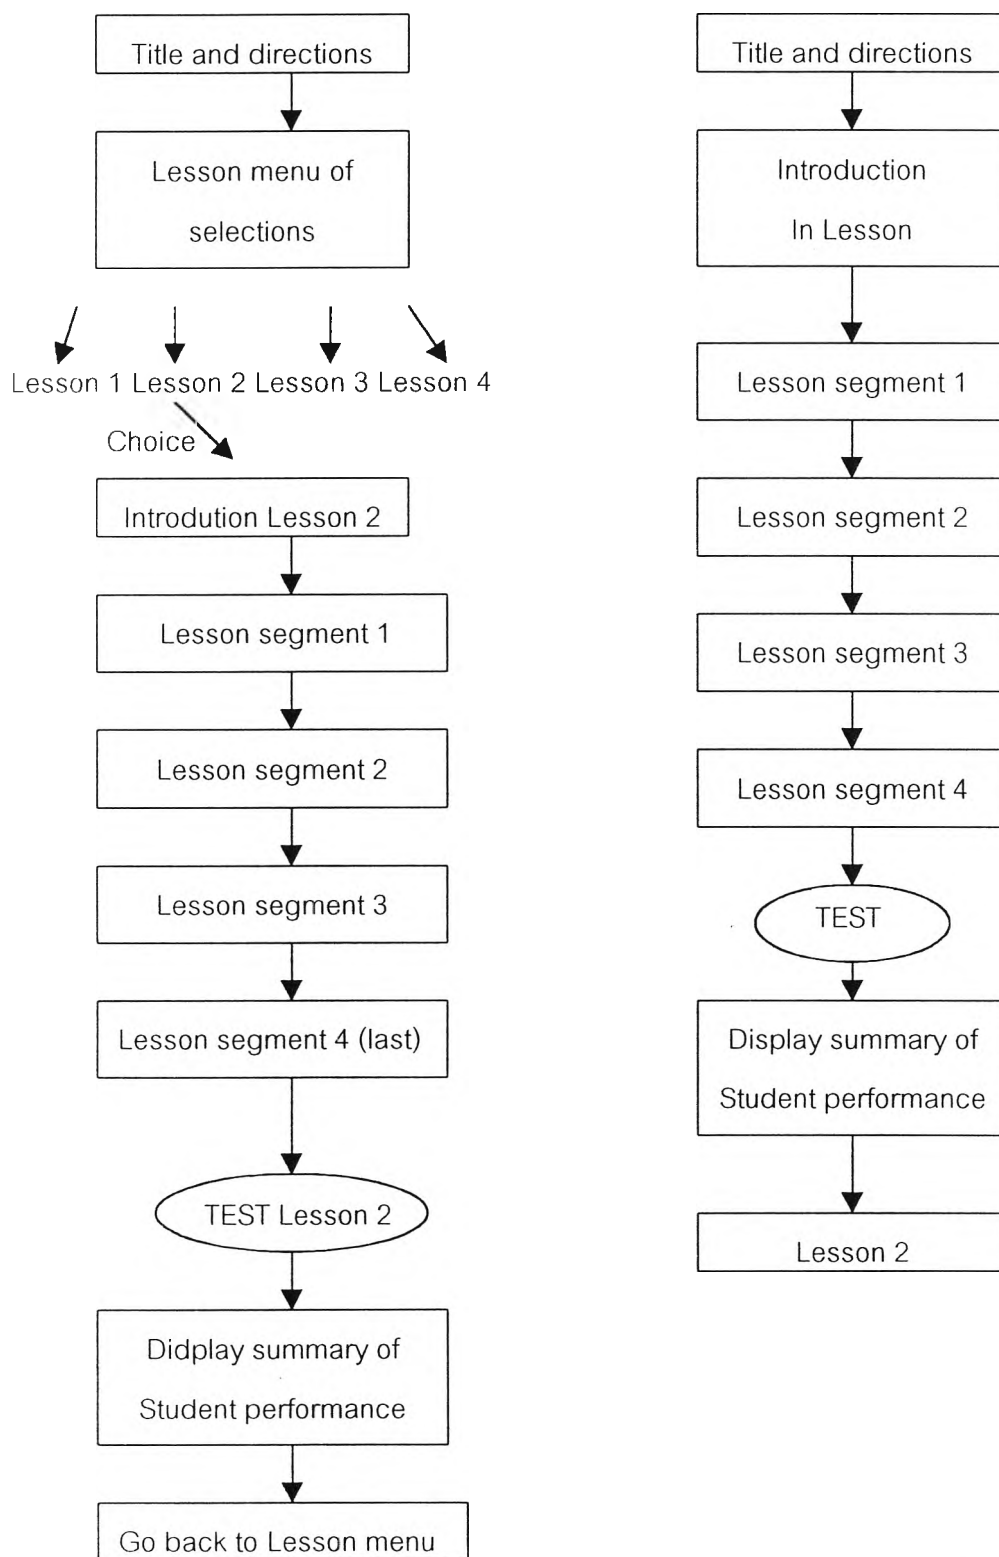 Title and directions
Lesson menu of
selections
Lesson 1 Lesson 2 Lesson 3 Lesson 4
Choice
Introdution Lesson 2
Lesson segment 1
Lesson segment 2
Lesson segment 3
Lesson segment 4 (last)
TEST Lesson 2
Didplay summary of
Student performance
Go back to Lesson menu
Title and directions
Introduction
In Lesson
Lesson segment 1
Lesson segment 2
Lesson segment 3
Lesson segment 4
TEST
Display summary of
Student performance
Lesson 2